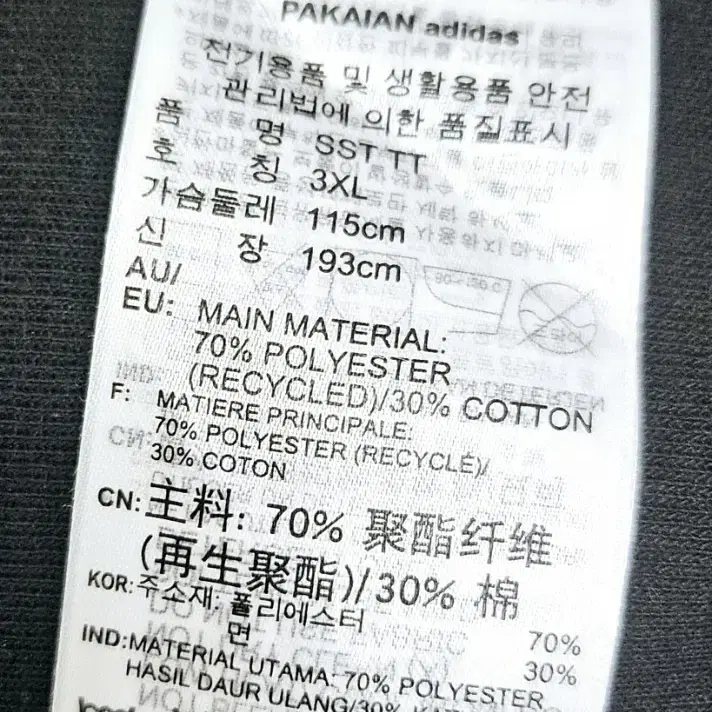 PAKAIAN adidas
전기용품 및 생활용품 안전
관리법에 의한 품질표시
품 명 SST TT
호 칭 3XL
가슴둘레 115cm
신 장 193cm
AU/
EU: MAIN MATERIAL:
70% POLYESTER
(RECYCLED)/30% COTTON
F: MATIERE PRINCIPALE:
70% POLYESTER (RECYCLÉ)/
30% COTON
CN: 主料: 70% 聚酯纤维
(再生聚酯)/30% 棉
KOR: 주소재: 폴리에스터 70%
면 30%
IND: MATERIAL UTAMA: 70% POLYESTER
HASIL DAUR ULANG/30%